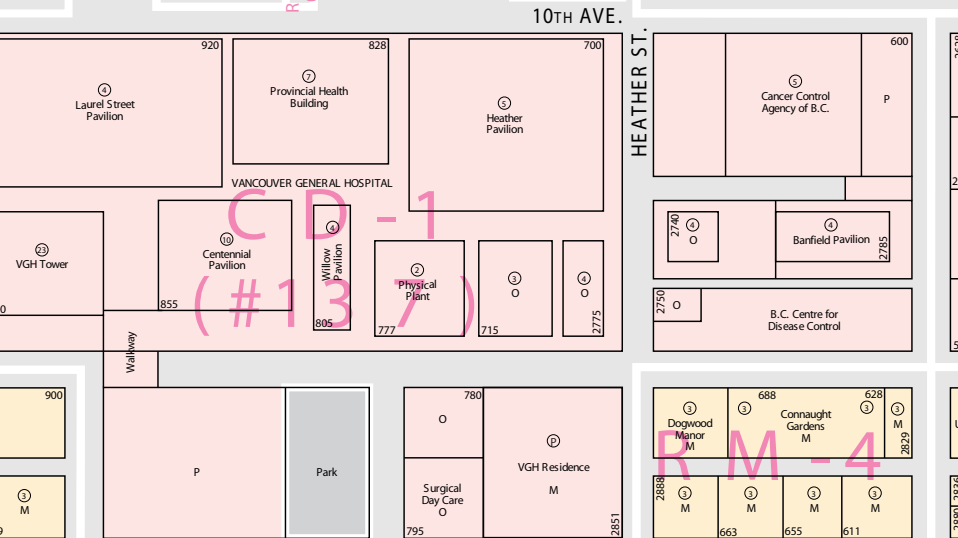 10TH AVE.
HEATHER ST.
920
4
Laurel Street
Pavilion
828
7
Provincial Health
Building
700
5
Heather
Pavilion
5
Cancer Control
Agency of B.C.
600
P
VANCOUVER GENERAL HOSPITAL
CD-1
(#137)
23
VGH Tower
0
10
Centennial
Pavilion
855
4
Willow
Pavilion
805
2
Physical
Plant
777
3
O
715
4
O
2775
2740
4
O
4
Banfield Pavilion
2785
2750
O
B.C. Centre for
Disease Control
Walkway
900
3
M
9
P
Park
780
O
Surgical
Day Care
O
795
P
VGH Residence
M
2851
RM-4
3
Dogwood
Manor
M
3
688
Connaught
Gardens
M
628
3
3
M
2829
2888
3
M
663
3
M
655
3
M
611
3
M